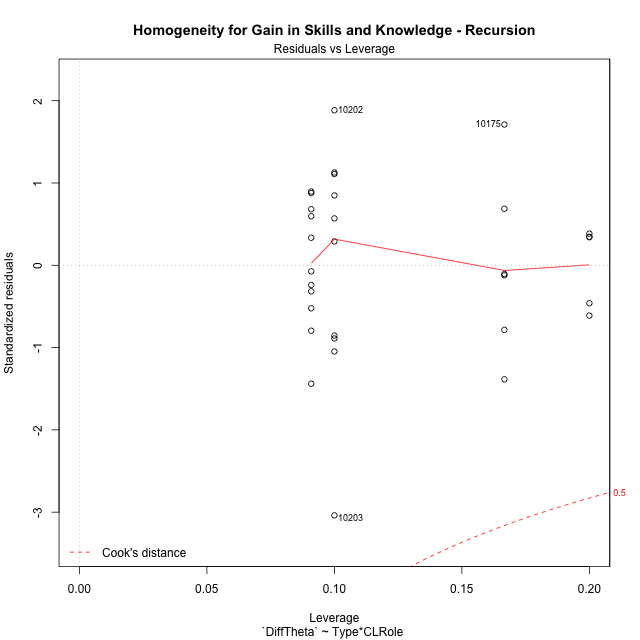 Homogeneity for Gain in Skills and Knowledge - Recursion
Residuals vs Leverage
2
1
0
-1
-2
-3
Standardized residuals
10202
10175
10203
0.5
Cook's distance
0.00
0.05
0.10
0.15
0.20
Leverage
`DiffTheta` ~ Type*CLRole